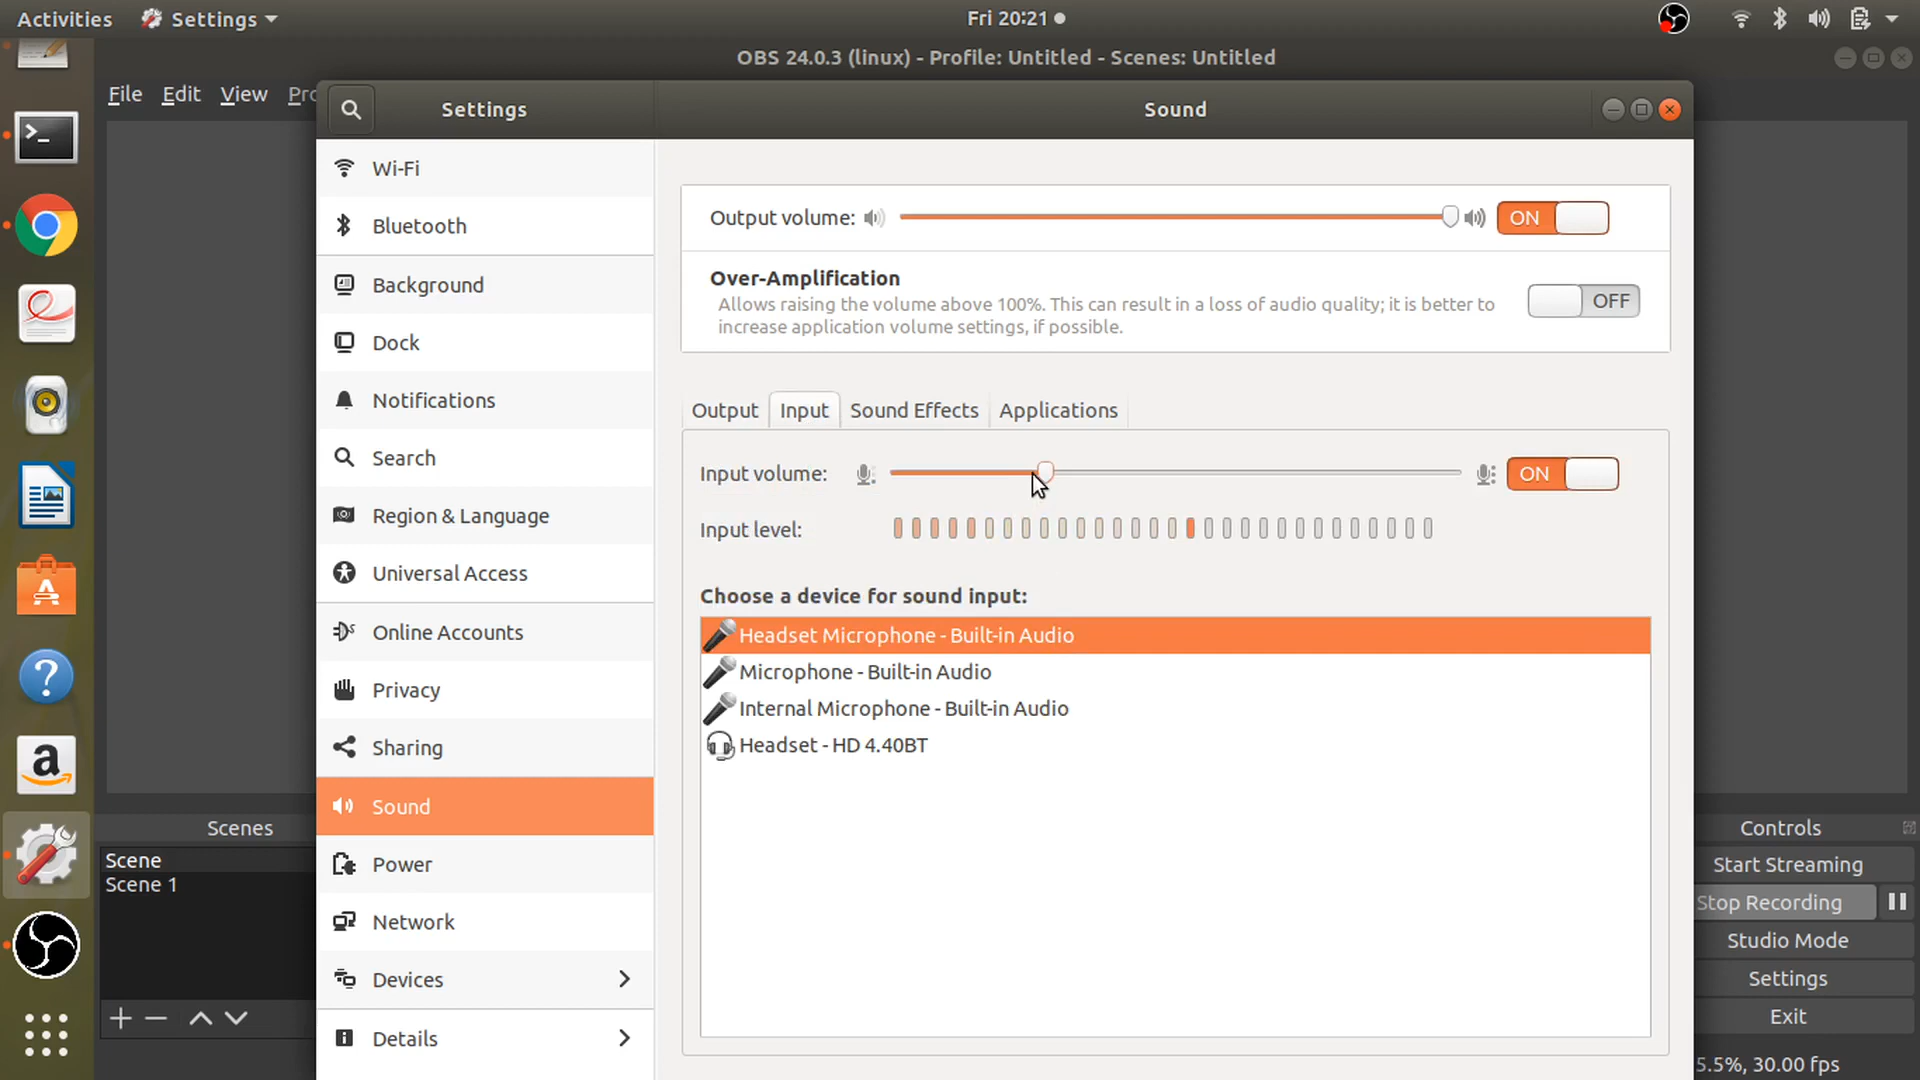 Activities
Settings
Fri 20:21
OBS 24.0.3 (linux) - Profile: Untitled - Scenes: Untitled
File Edit View
Settings
Sound
Wi-Fi
Bluetooth
Background
Dock
Notifications
Search
Region & Language
Universal Access
Online Accounts
Privacy
Sharing
Sound
Power
Network
Devices
Details
Output volume:
ON
Over-Amplification
Allows raising the volume above 100%. This can result in a loss of audio quality; it is better to
increase application volume settings, if possible.
OFF
Output Input Sound Effects Applications
Input volume:
ON
Input level:
Choose a device for sound input:
Headset Microphone - Built-in Audio
Microphone - Built-in Audio
Internal Microphone - Built-in Audio
Headset - HD 4.40BT
Scenes
Scene
Scene 1
Controls
Start Streaming
Stop Recording
Studio Mode
Settings
Exit
5.5%, 30.00 fps